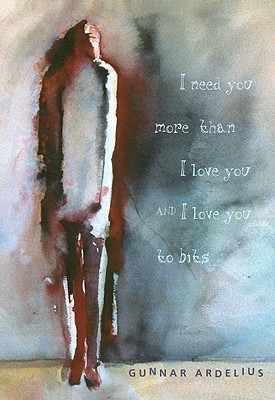 I need you
more than
I love you
AND I love you
to bits
GUNNAR ARDELIUS